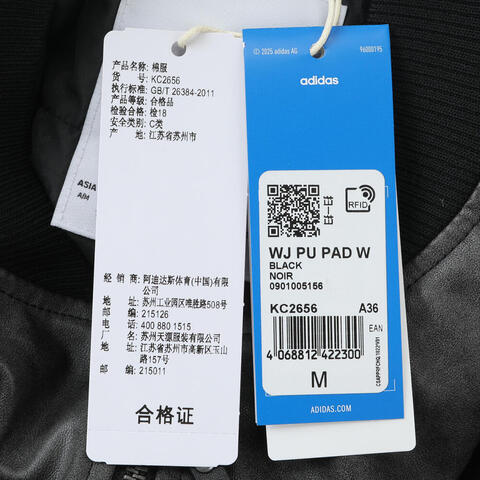 产品名称: 棉服
货 号: KC2656
执行标准: GB/T 26384-2011
产品等级: 合格品
检验合格: 检18
安全类别: C类
产 地: 江苏省苏州市
经 销 商: 阿迪达斯体育(中国)有限公司
地 址: 苏州工业园区旺墩路508号
邮 编: 215126
电 话: 400 880 1515
厂 名: 苏州天源服装有限公司
地 址: 江苏省苏州市高新区玉山路157号
邮 编: 215011
合格证
ASIA
A/M
© 2025 adidas AG
96000195
adidas
RFID
WJ PU PAD W
BLACK
NOIR
0901005156
KC2656 A36
EAN
4 068812 422300
M
ADIDAS.COM